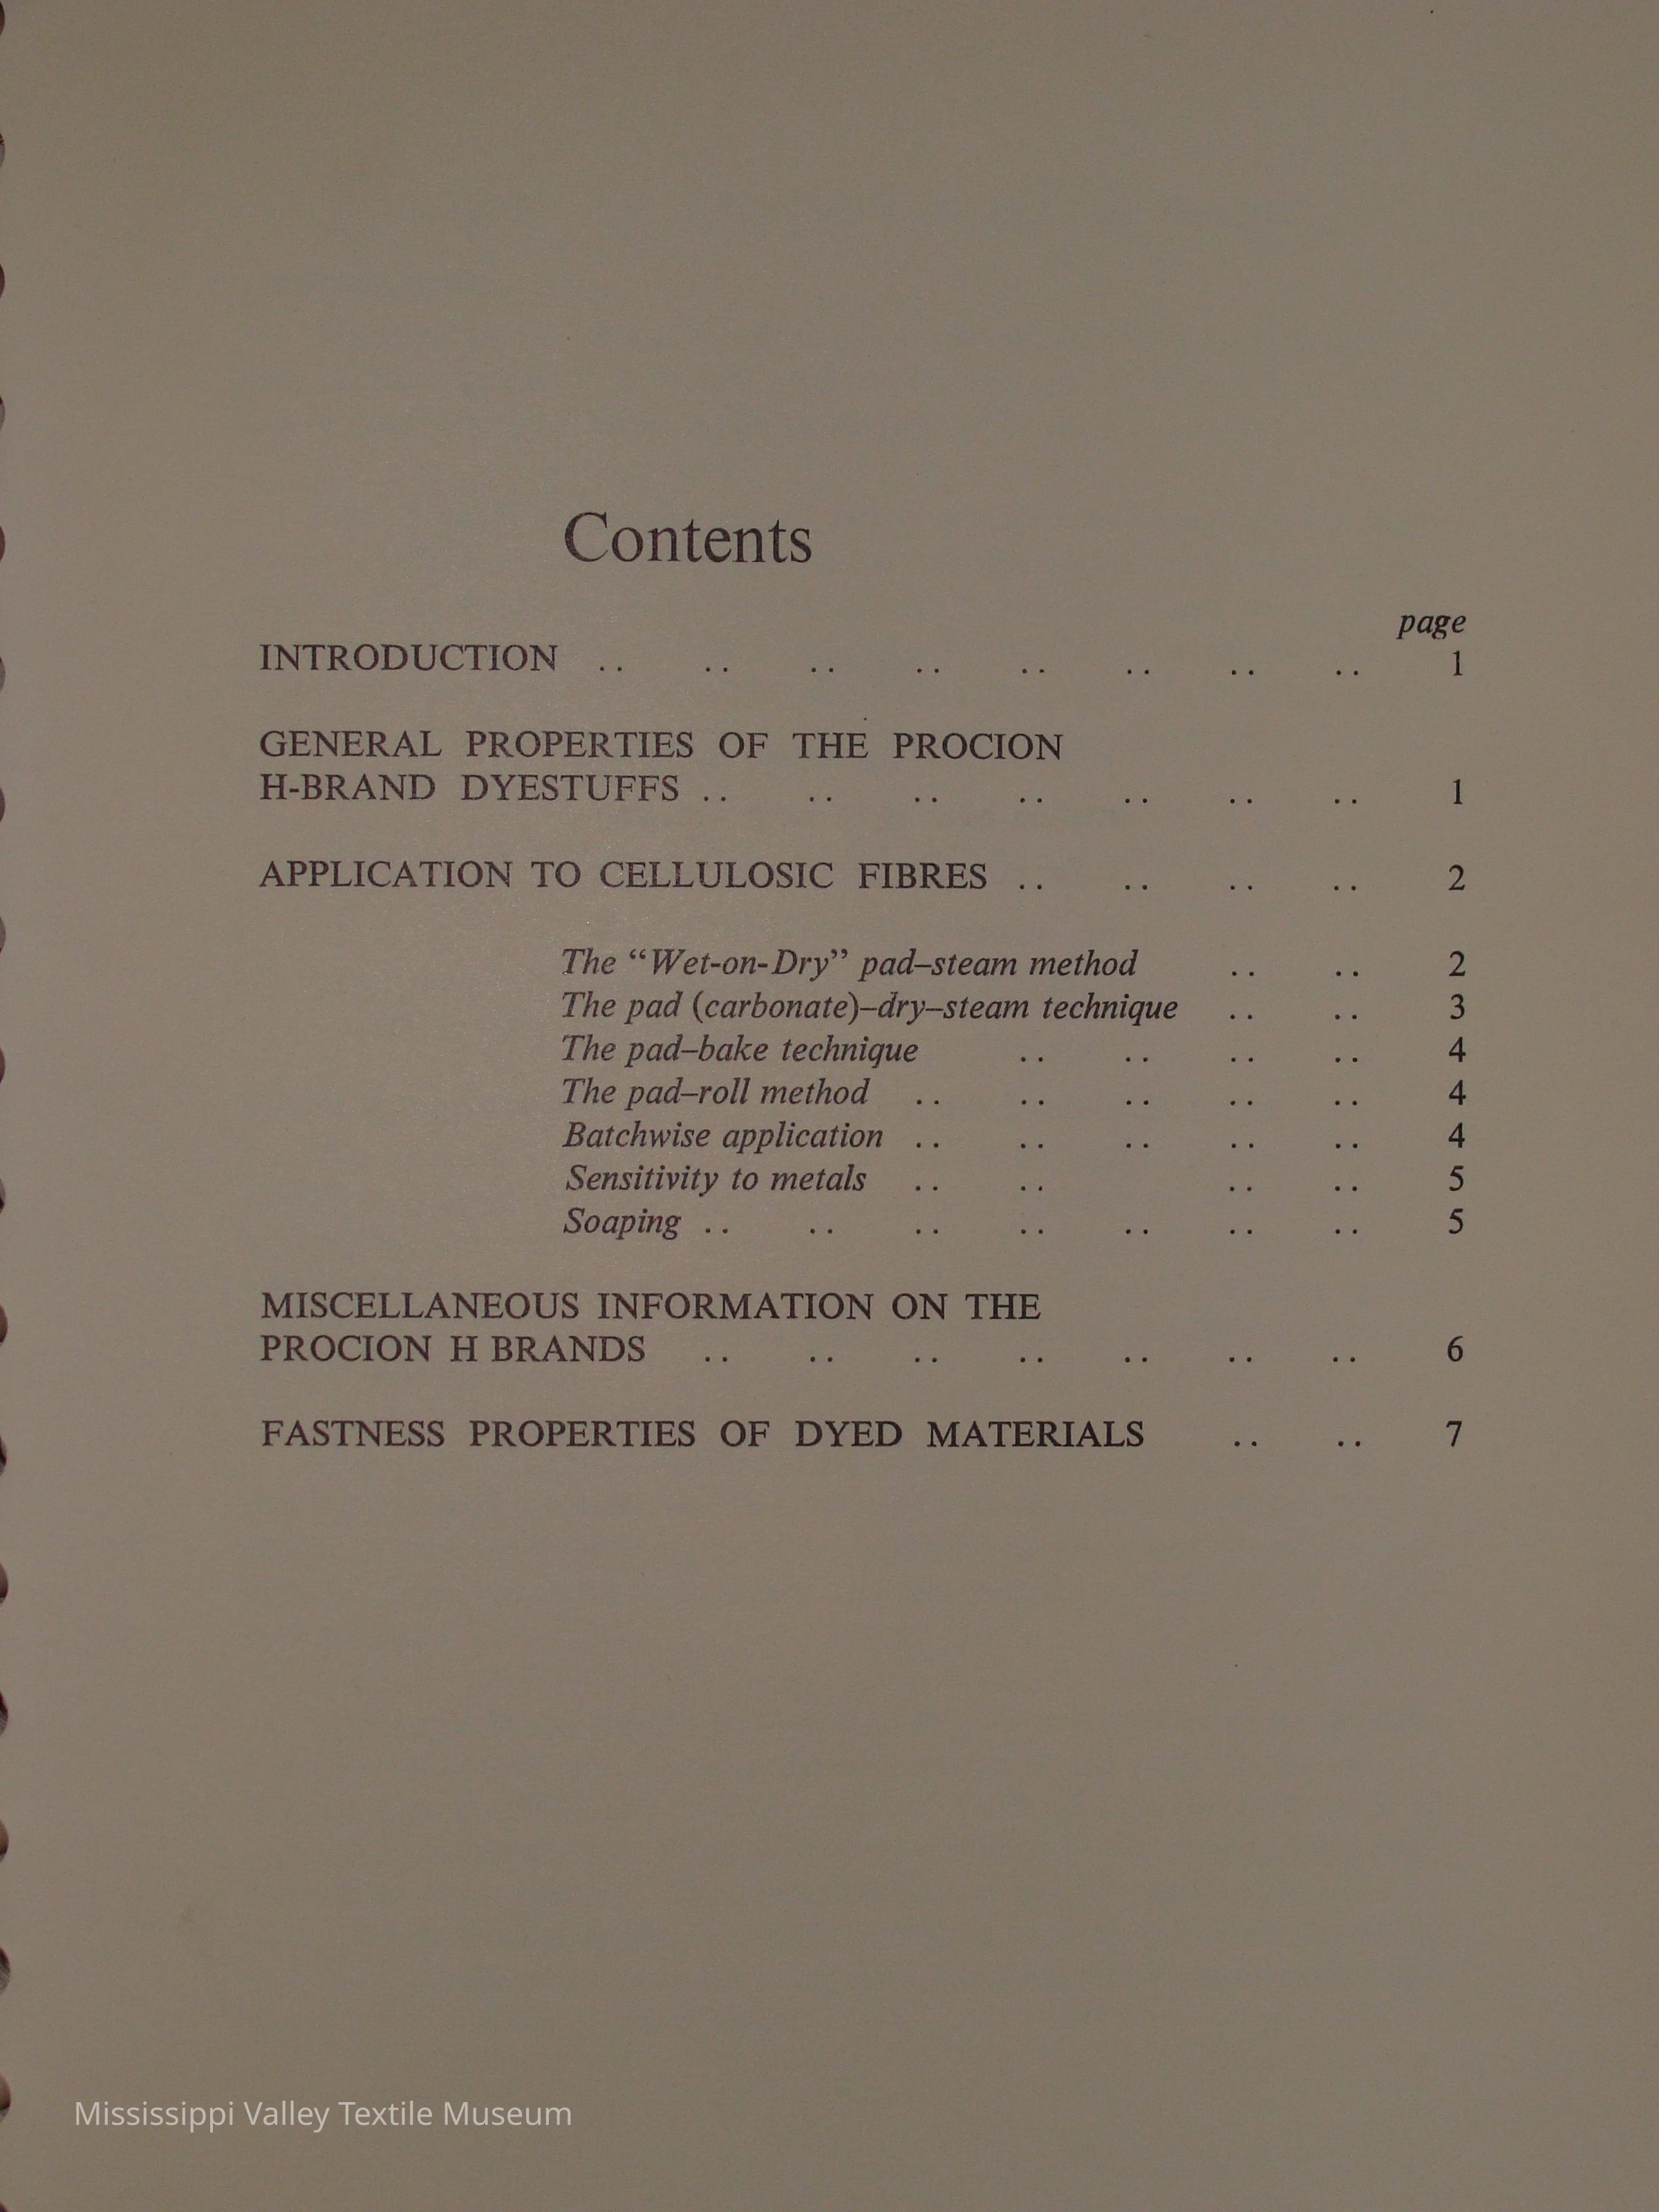 Contents
page
INTRODUCTION .. .. .. .. .. .. .. .. 1
GENERAL PROPERTIES OF THE PROCION
H-BRAND DYESTUFFS .. .. .. .. .. .. .. 1
APPLICATION TO CELLULOSIC FIBRES .. .. .. .. 2
The “Wet-on-Dry” pad–steam method .. .. 2
The pad (carbonate)–dry–steam technique .. .. 3
The pad–bake technique .. .. .. .. 4
The pad–roll method .. .. .. .. .. 4
Batchwise application .. .. .. .. .. 4
Sensitivity to metals .. .. .. .. 5
Soaping .. .. .. .. .. .. .. 5
MISCELLANEOUS INFORMATION ON THE
PROCION H BRANDS .. .. .. .. .. .. .. 6
FASTNESS PROPERTIES OF DYED MATERIALS .. .. 7
Mississippi Valley Textile Museum